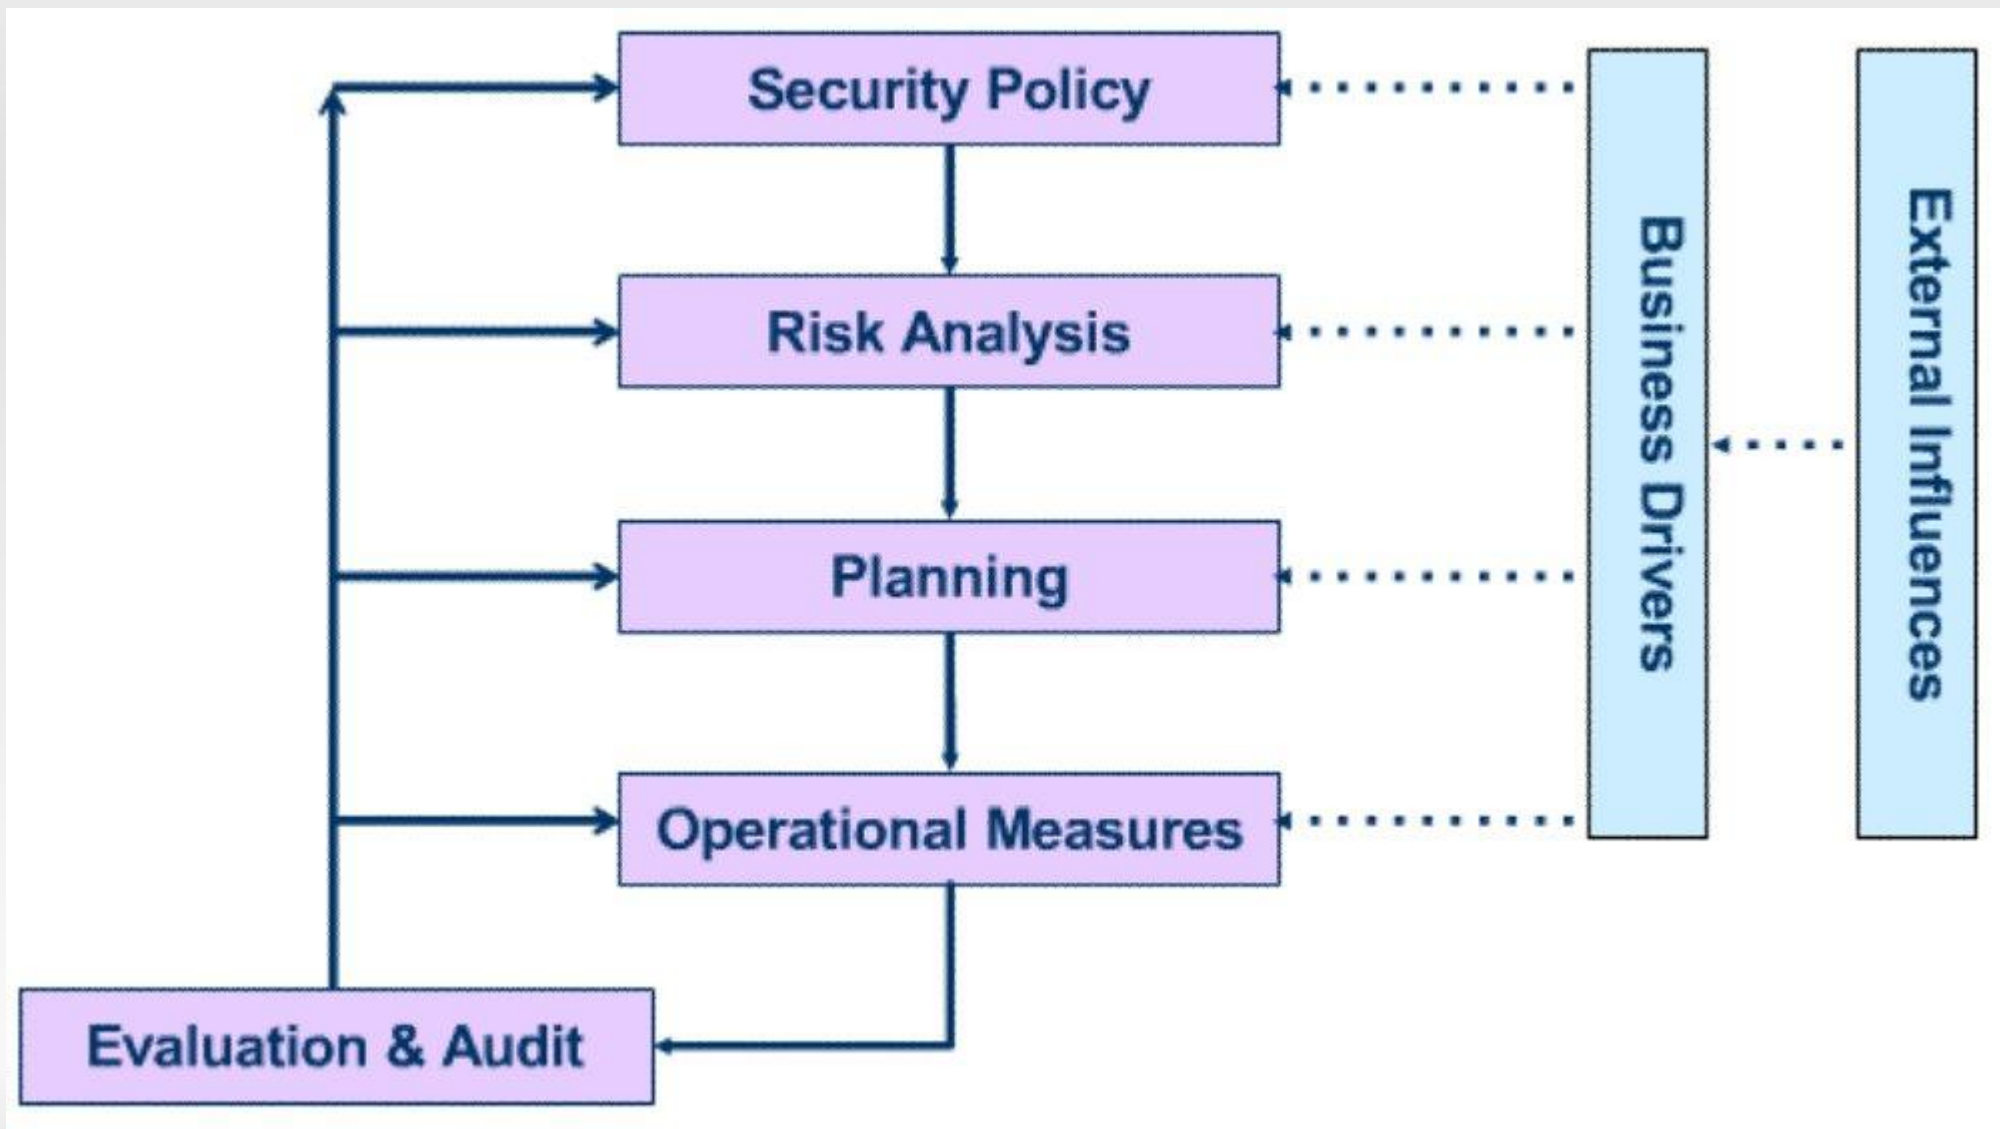 Security Policy
Risk Analysis
Planning
Operational Measures
Evaluation & Audit
Business Drivers
External Influences